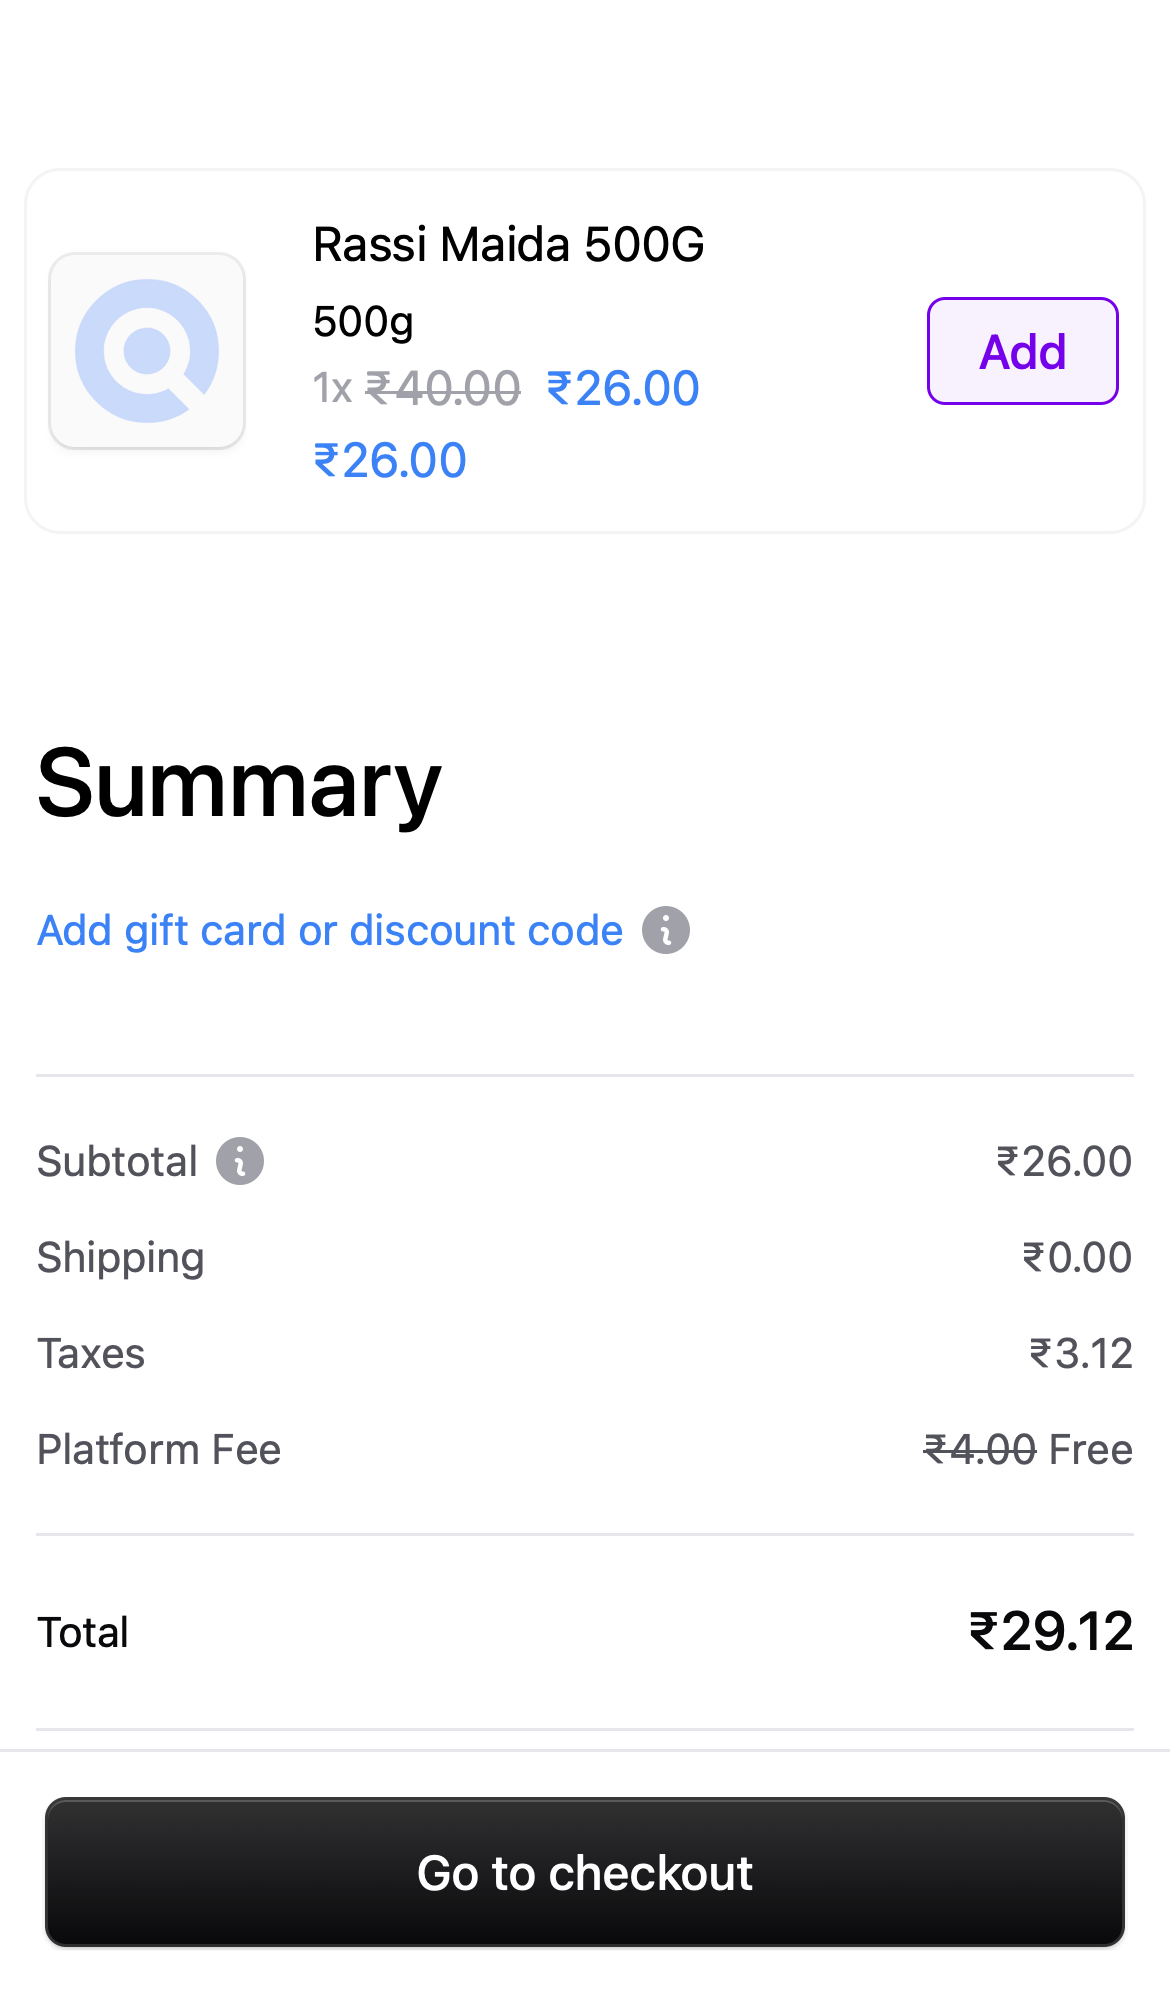 Rassi Maida 500G
500g
1x ₹40.00 ₹26.00
₹26.00
Add
Summary
Add gift card or discount code
Subtotal ₹26.00
Shipping ₹0.00
Taxes ₹3.12
Platform Fee ₹4.00 Free
Total ₹29.12
Go to checkout